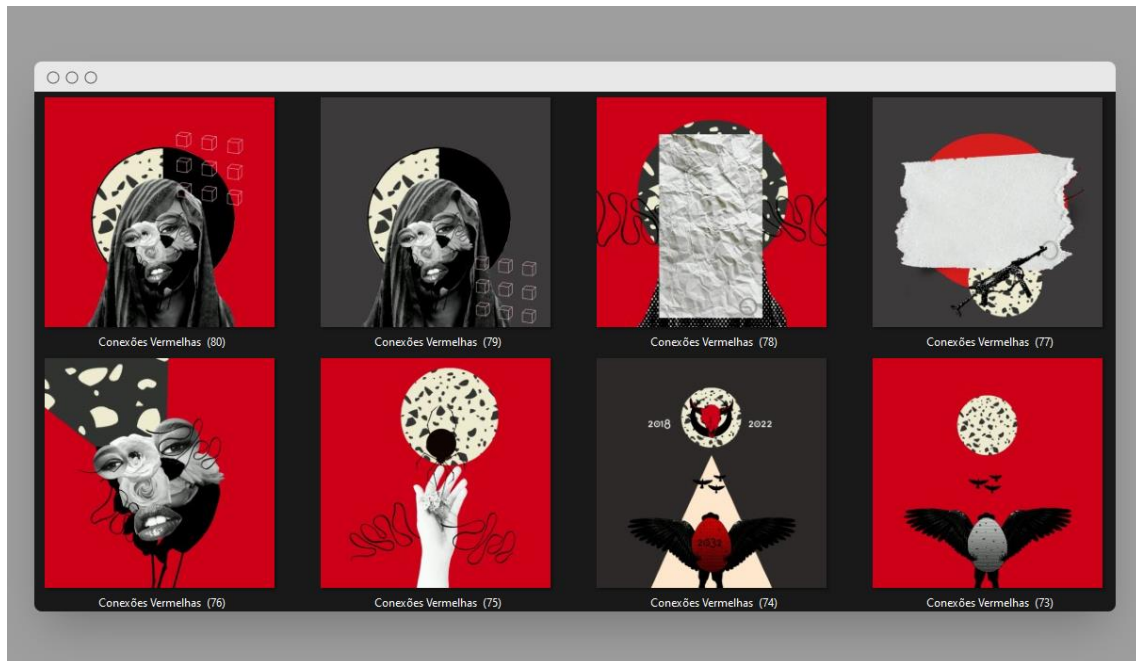 Conexões Vermelhas (80)
Conexões Vermelhas (79)
Conexões Vermelhas (78)
Conexões Vermelhas (77)
2018 2022
2032
Conexões Vermelhas (76)
Conexões Vermelhas (75)
Conexões Vermelhas (74)
Conexões Vermelhas (73)